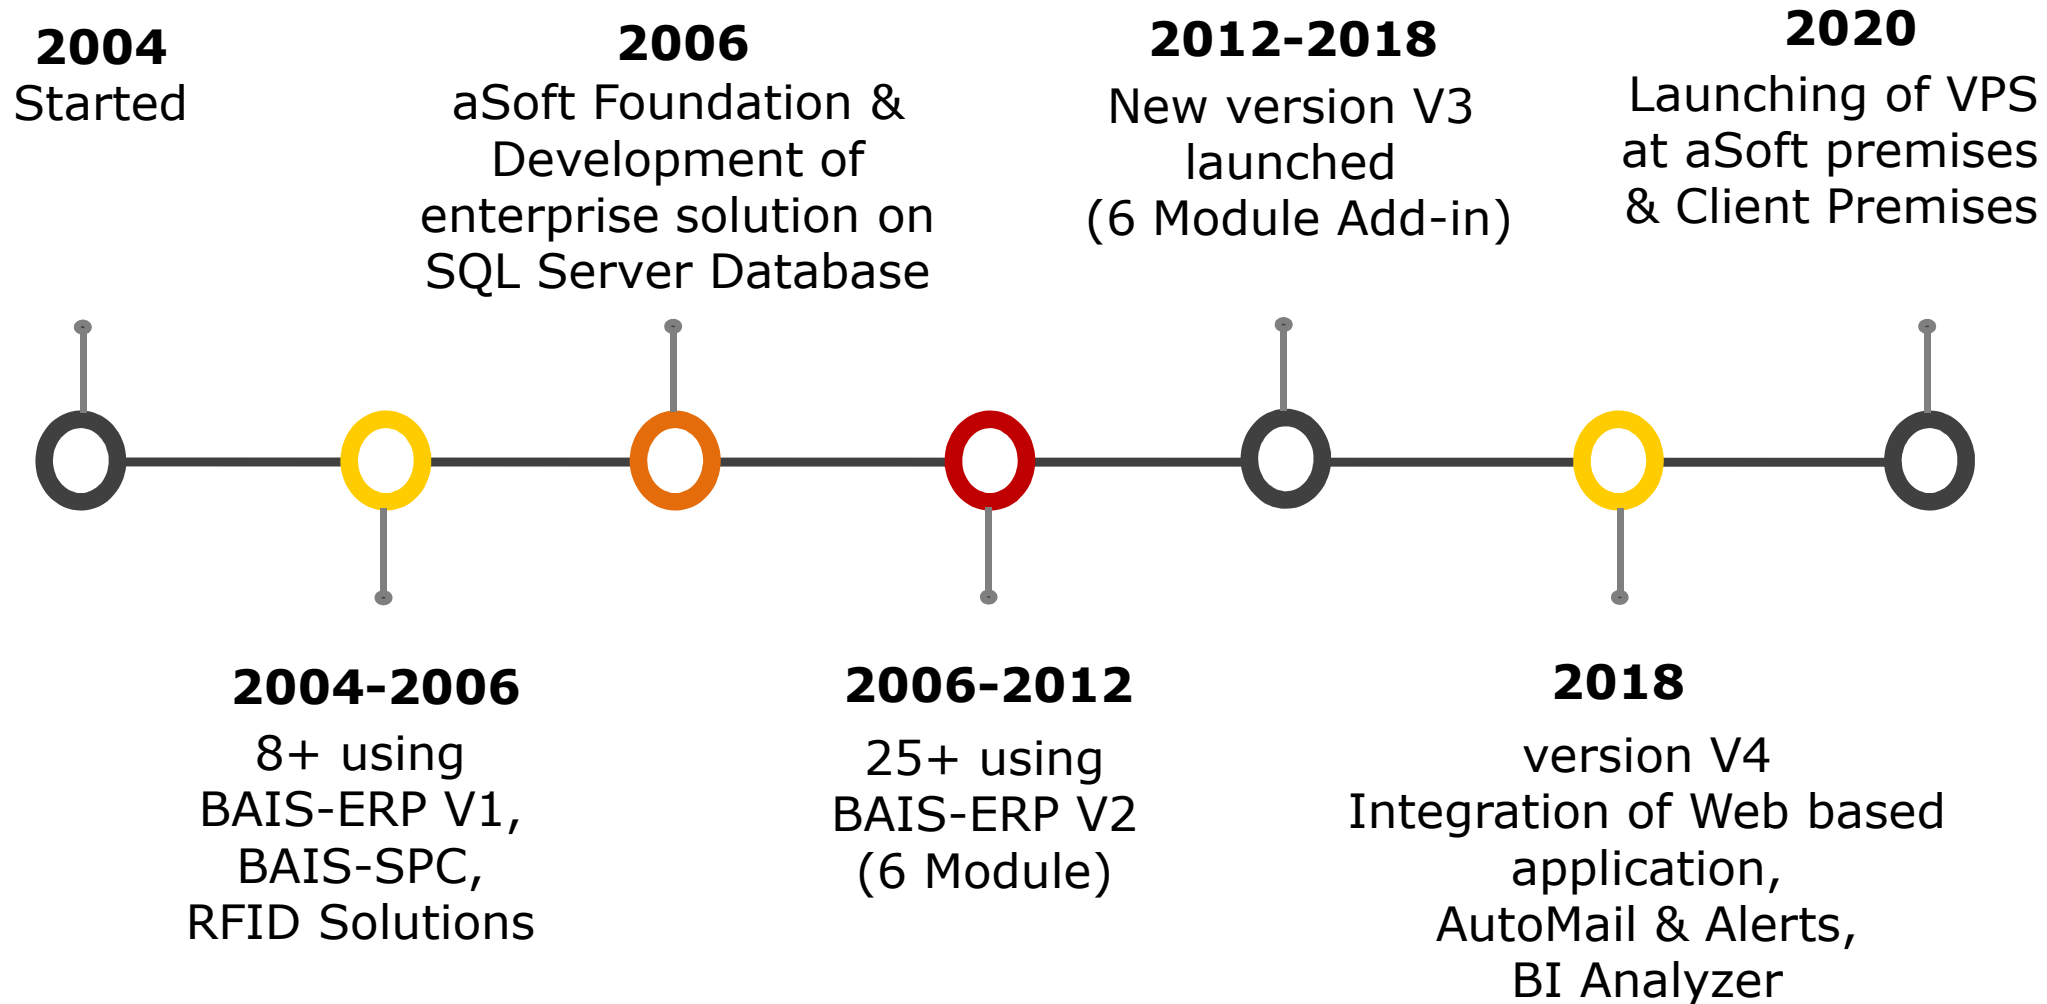 2004
Started
2006
aSoft Foundation &
Development of
enterprise solution on
SQL Server Database
2012-2018
New version V3
launched
(6 Module Add-in)
2020
Launching of VPS
at aSoft premises
& Client Premises
2004-2006
8+ using
BAIS-ERP V1,
BAIS-SPC,
RFID Solutions
2006-2012
25+ using
BAIS-ERP V2
(6 Module)
2018
version V4
Integration of Web based
application,
AutoMail & Alerts,
BI Analyzer